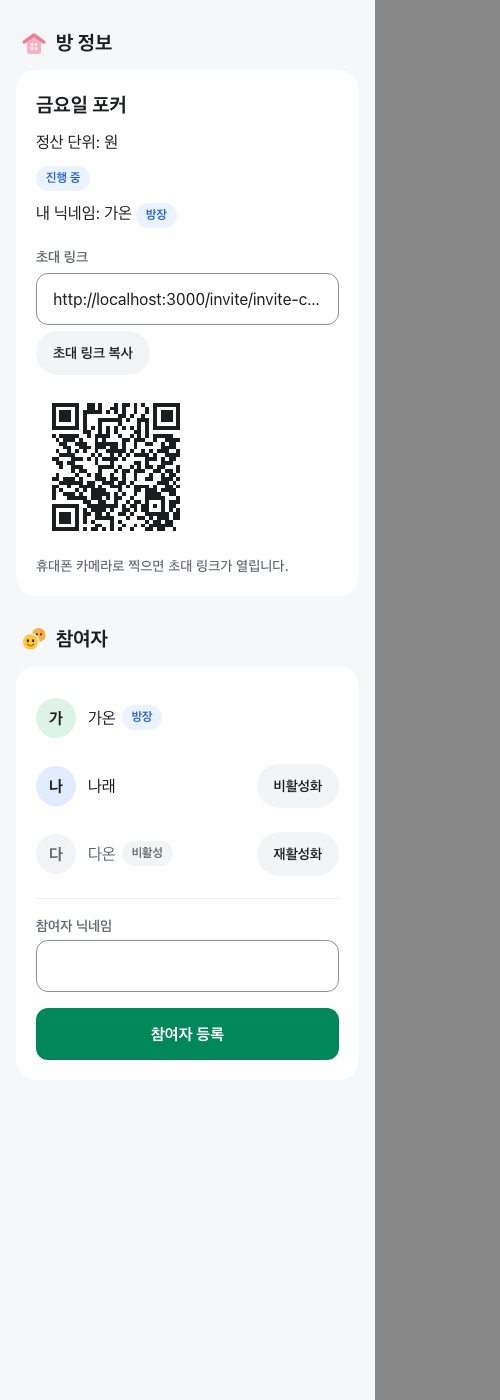 방 정보
금요일 포커
정산 단위: 원
진행 중
내 닉네임: 가온 방장
초대 링크
http://localhost:3000/invite/invite-c...
초대 링크 복사
휴대폰 카메라로 찍으면 초대 링크가 열립니다.
참여자
가 가온 방장
나 나래 비활성화
다 다온 비활성 재활성화
참여자 닉네임
참여자 등록